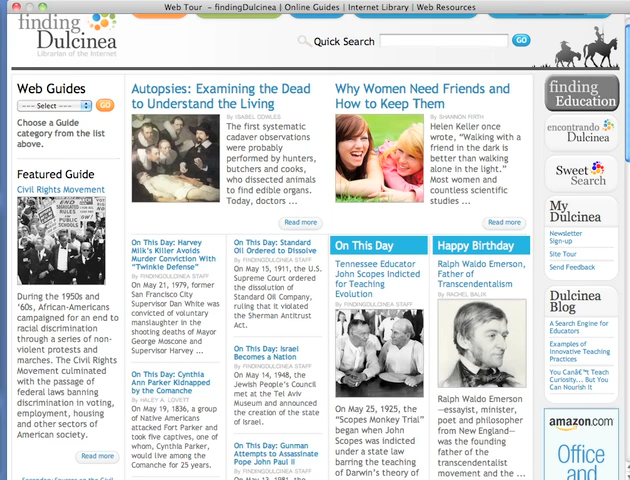 Web Tour - findingDulcinea | Online Guides | Internet Library | Web Resources
finding
Dulcinea
Librarian of the Internet
Quick Search
GO
Web Guides
--- Select ---
GO
Choose a Guide
category from the list
above.
Featured Guide
Civil Rights Movement
During the 1950s and
'60s, African-Americans
campaigned for an end to
racial discrimination
through a series of non-
violent protests and
marches. The Civil Rights
Movement culminated
with the passage of
federal laws banning
discrimination in voting,
employment, housing
and other sectors of
American society.
Read more
Autopsies: Examining the Dead
to Understand the Living
By ISABEL COWLES
The first systematic
cadaver observations
were probably
performed by hunters,
butchers and cooks,
who dissected animals
to find edible organs.
Today, doctors ...
Read more
Why Women Need Friends and
How to Keep Them
By SHANNON FIRTH
Helen Keller once
wrote, "Walking with a
friend in the dark is
better than walking
alone in the light."
Most women and
countless scientific
studies ...
Read more
On This Day: Harvey
Milk's Killer Avoids
Murder Conviction With
"Twinkie Defense"
By FINDINGDULCINEA STAFF
On May 21, 1979, former
San Francisco City
Supervisor Dan White was
convicted of voluntary
manslaughter in the
shooting deaths of Mayor
George Moscone and
Supervisor Harvey ...
On This Day: Cynthia
Ann Parker Kidnapped
by the Comanche
By HALEY A. LOVETT
On May 19, 1836, a group
of Native Americans
attacked Fort Parker and
took five captives, one of
whom, Cynthia Parker,
would live among the
Comanche for 25 years.
On This Day: Standard
Oil Ordered to Dissolve
By FINDINGDULCINEA STAFF
On May 15, 1911, the U.S.
Supreme Court ordered
the dissolution of
Standard Oil Company,
ruling that it violated
the Sherman Antitrust
Act.
On This Day: Israel
Becomes a Nation
By FINDINGDULCINEA STAFF
On May 14, 1948, the
Jewish People's Council
met at the Tel Aviv
Museum and announced
the creation of the state
of Israel.
On This Day: Gunman
Attempts to Assassinate
Pope John Paul II
By FINDINGDULCINEA STAFF
On May 13, 1981,
On This Day
Tennessee Educator
John Scopes Indicted
for Teaching
Evolution
By FINDINGDULCINEA STAFF
On May 25, 1925, the
"Scopes Monkey Trial"
began when John
Scopes was indicted
under a state law
barring the teaching
of Darwin's theory of
Happy Birthday
Ralph Waldo Emerson,
Father of
Transcendentalism
By RACHEL BALIK
Ralph Waldo Emerson
—essayist, minister,
poet and philosopher
from New England—
was the founding
father of the
transcendentalist
movement and the ...
finding
Education
encontrando
Dulcinea
Sweet
Search
My
Dulcinea
Newsletter
Sign-up
Site Tour
Send Feedback
Dulcinea
Blog
A Search Engine for
Educators
Examples of
Innovative Teaching
Practices
You Canâ€™t Teach
Curiosity... But You
Can Nourish It
amazon.com
Office
and